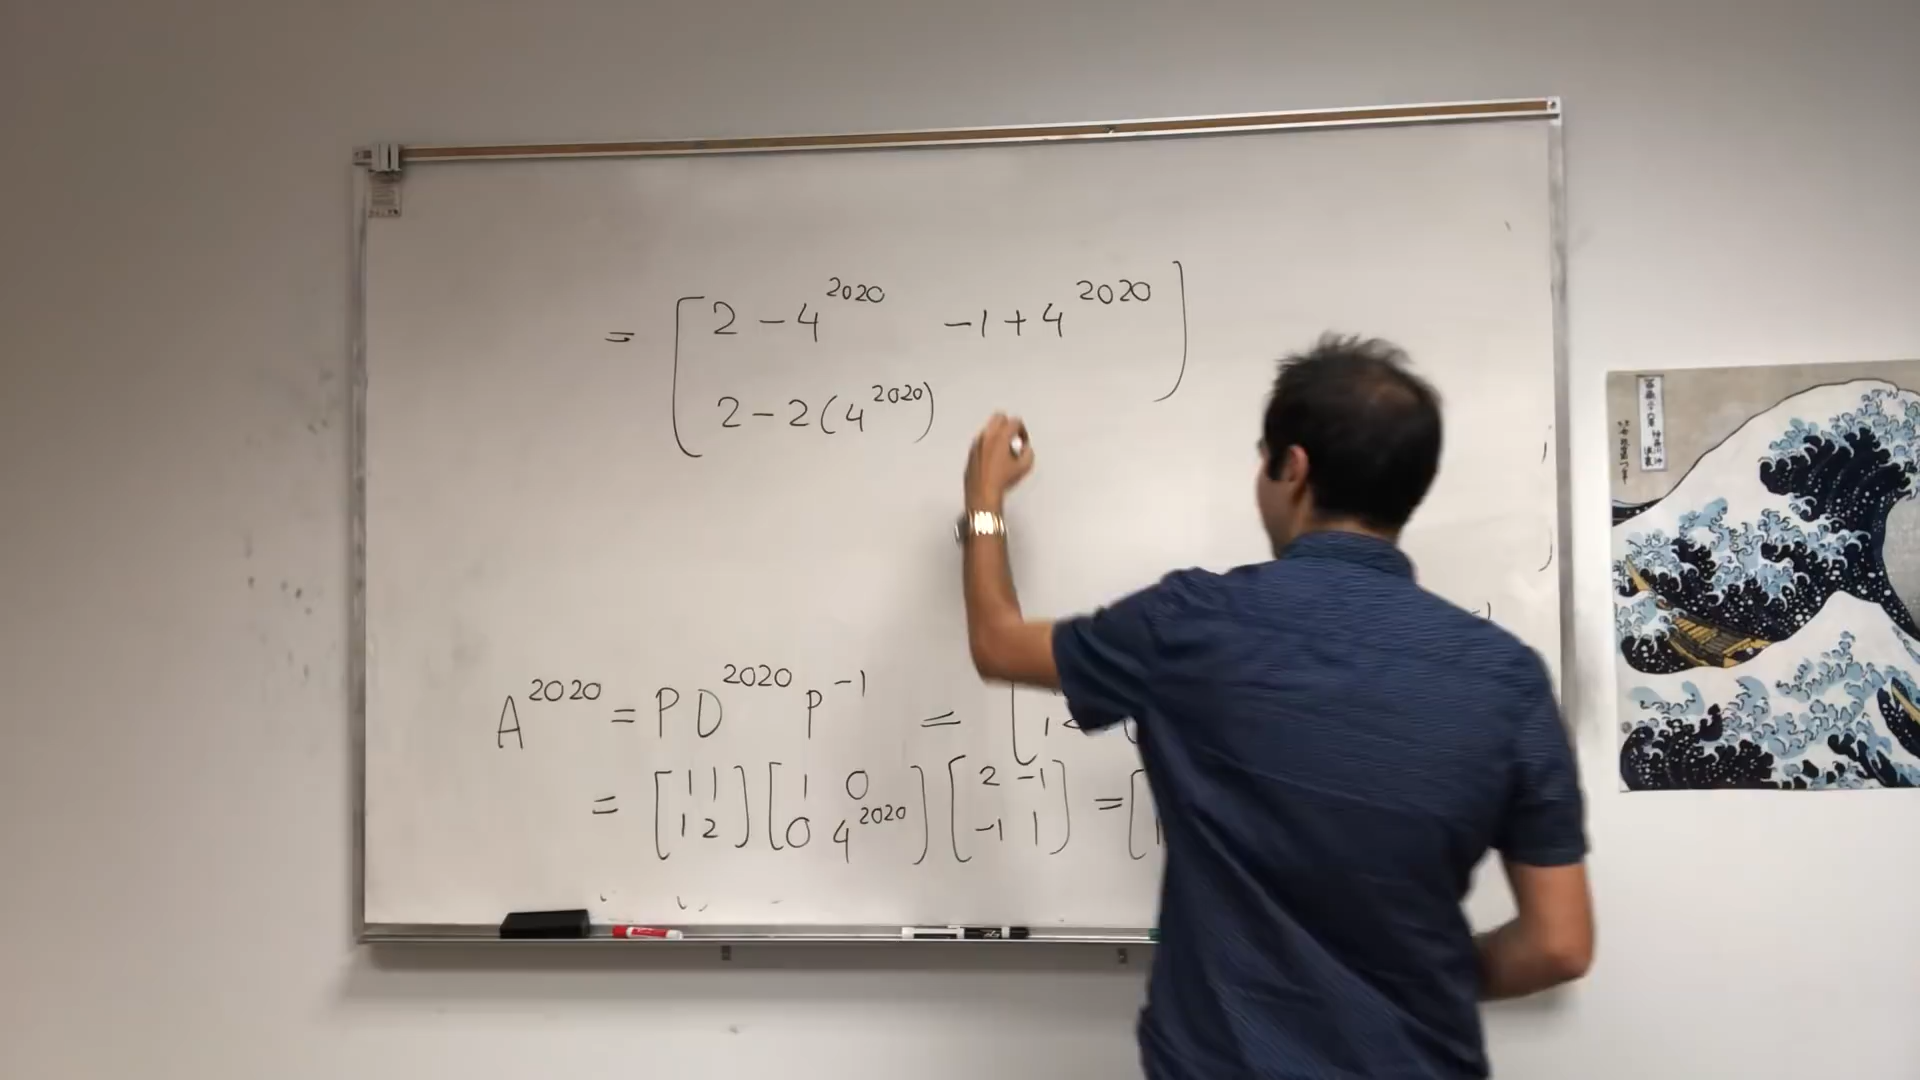 = [ 2 - 4^2020   -1 + 4^2020 ]
[ 2 - 2(4^2020) ]
A^2020 = P D^2020 P^-1 = [
= [ 1 1 ] [ 1 0 ] [ 2 -1 ] = [
[ 1 2 ] [ 0 4^2020 ] [ -1 1 ]